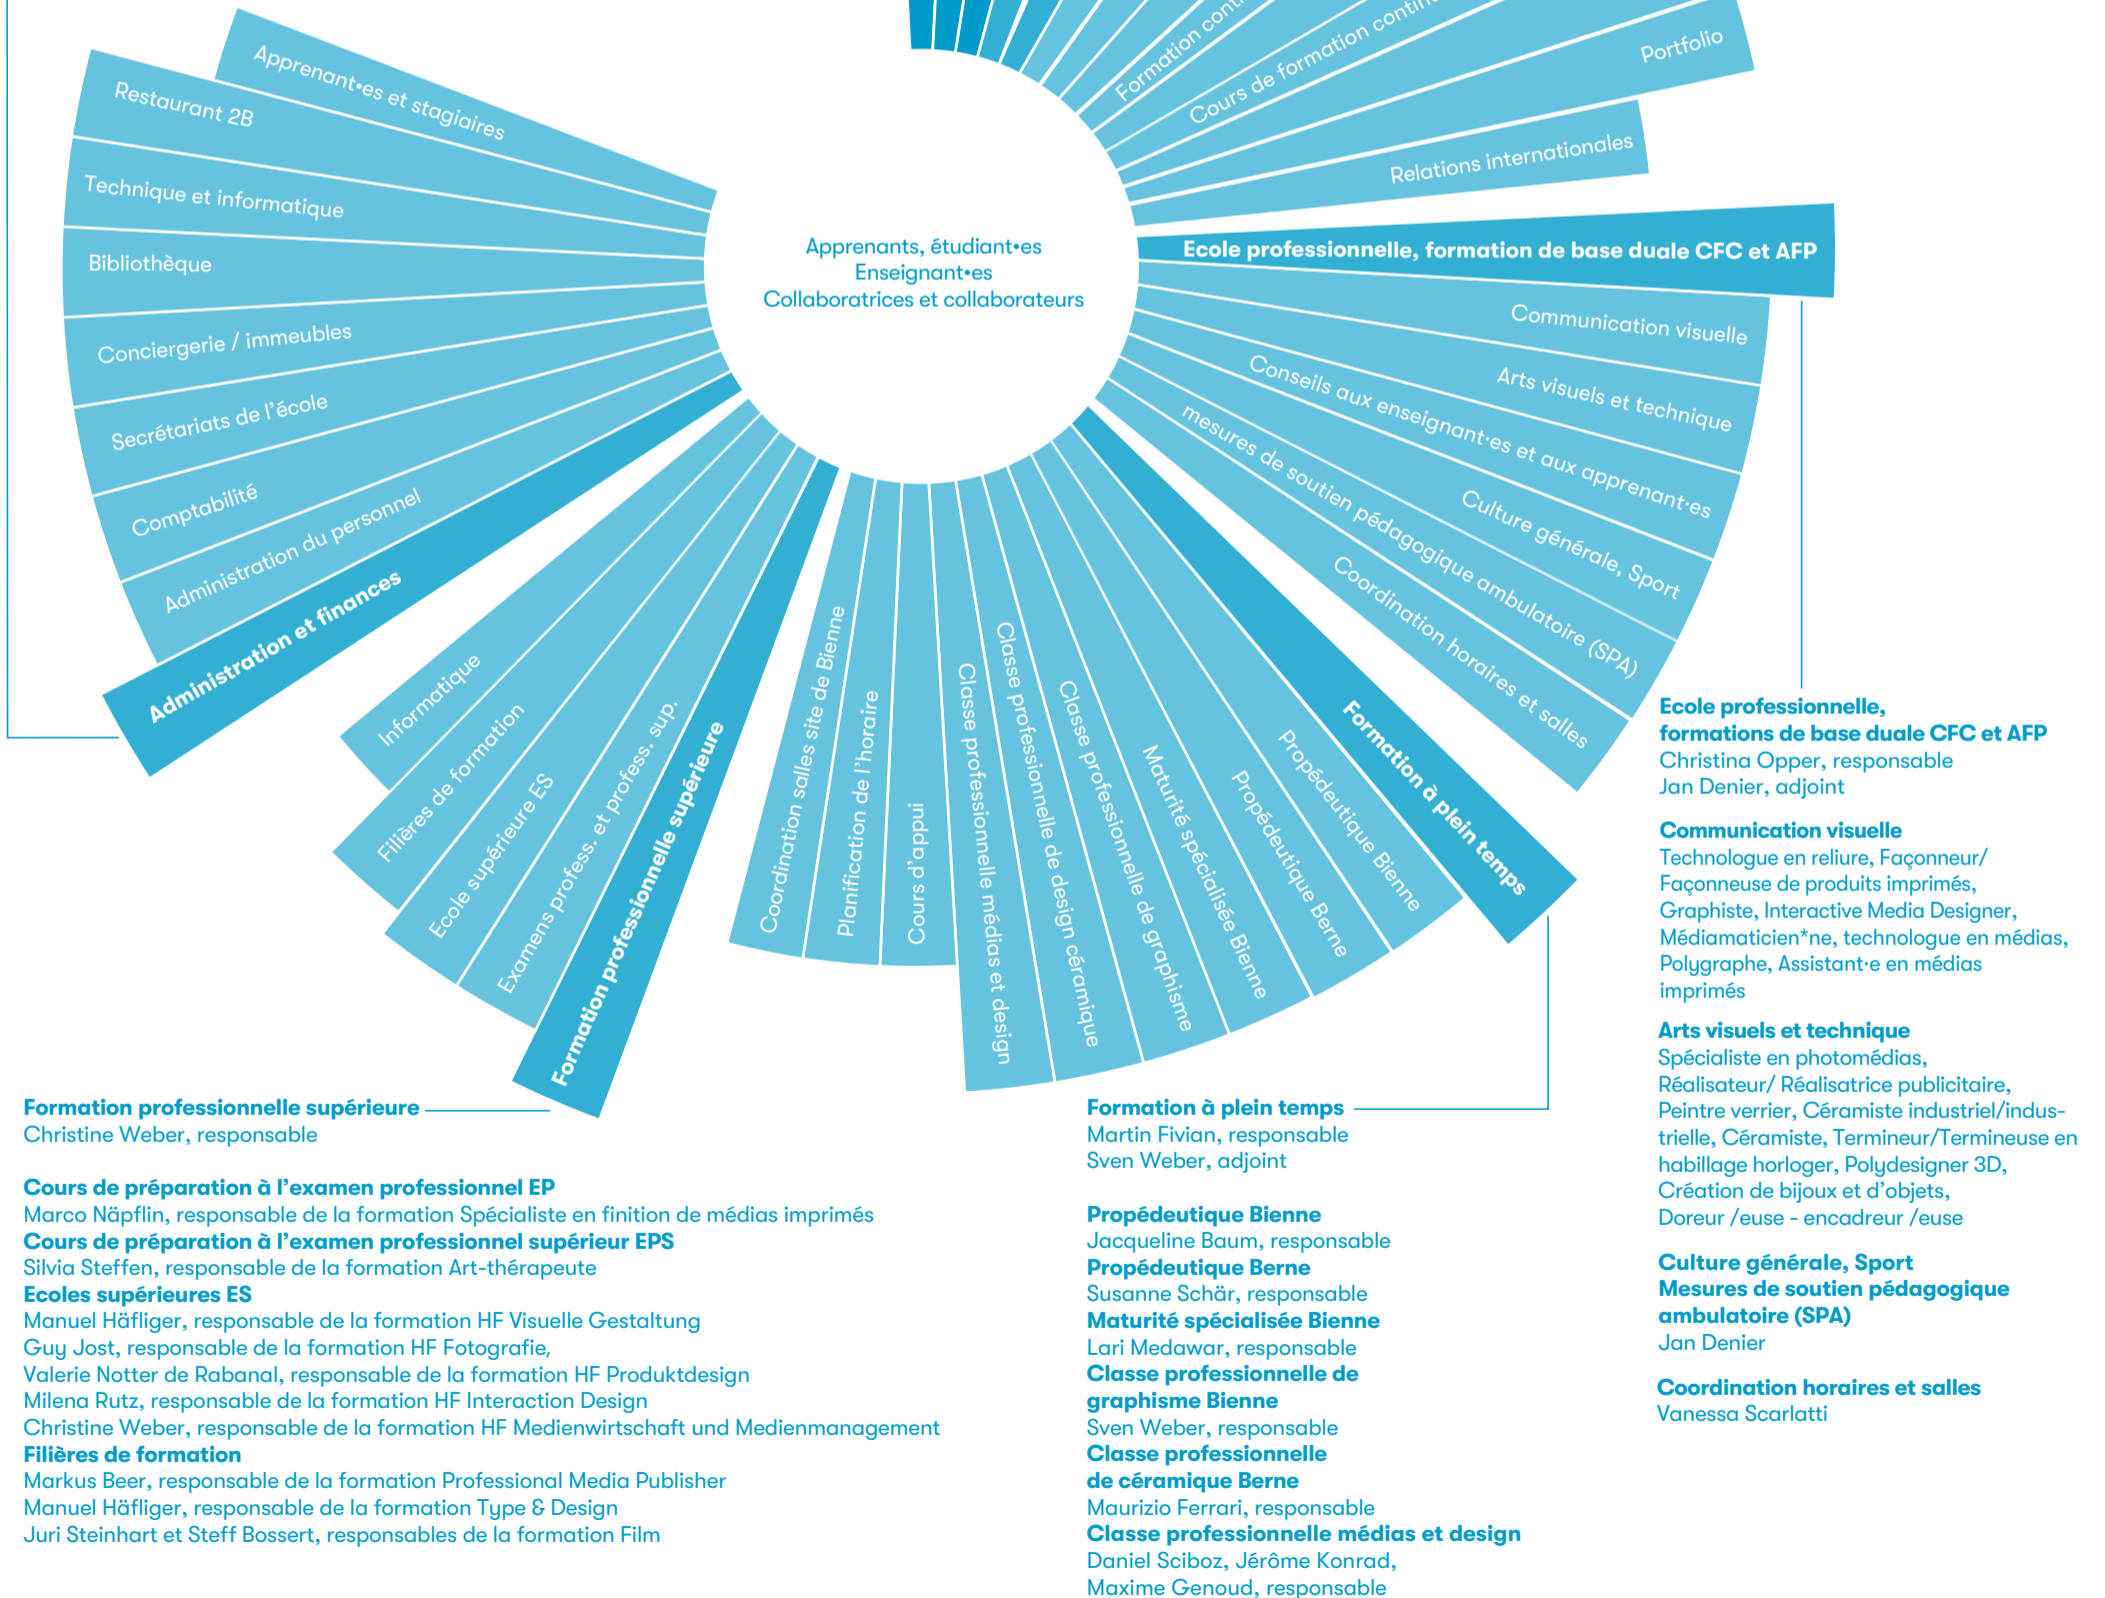 Apprenant•es et stagiaires
Restaurant 2B
Technique et informatique
Bibliothèque
Conciergerie / immeubles
Secrétariats de l'école
Comptabilité
Administration du personnel
Administration et finances
Informatique
Filières de formation
Ecole supérieure ES
Examens profess. et profess. sup.
Formation professionnelle supérieure
Coordination salles site de Bienne
Planification de l'horaire
Cours d'appui
Classe professionnelle médias et design
Classe professionnelle de design céramique
Classe professionnelle de graphisme
Maturité spécialisée Bienne
Propédeutique Berne
Propédeutique Bienne
Formation à plein temps
Apprenants, étudiant•es
Enseignant•es
Collaboratrices et collaborateurs
Formation
Cours de formation
Portfolio
Relations internationales
Ecole professionnelle, formation de base duale CFC et AFP
Communication visuelle
Arts visuels et technique
Conseils aux enseignant·es et aux apprenant·es
Culture générale, Sport
mesures de soutien pédagogique ambulatoire (SPA)
Coordination horaires et salles
Formation professionnelle supérieure
Christine Weber, responsable
Cours de préparation à l'examen professionnel EP
Marco Näpflin, responsable de la formation Spécialiste en finition de médias imprimés
Cours de préparation à l'examen professionnel supérieur EPS
Silvia Steffen, responsable de la formation Art-thérapeute
Ecoles supérieures ES
Manuel Häfliger, responsable de la formation HF Visuelle Gestaltung
Guy Jost, responsable de la formation HF Fotografie,
Valerie Notter de Rabanal, responsable de la formation HF Produktdesign
Milena Rutz, responsable de la formation HF Interaction Design
Christine Weber, responsable de la formation HF Medienwirtschaft und Medienmanagement
Filières de formation
Markus Beer, responsable de la formation Professional Media Publisher
Manuel Häfliger, responsable de la formation Type & Design
Juri Steinhart et Steff Bossert, responsables de la formation Film
Formation à plein temps
Martin Fivian, responsable
Sven Weber, adjoint
Propédeutique Bienne
Jacqueline Baum, responsable
Propédeutique Berne
Susanne Schär, responsable
Maturité spécialisée Bienne
Lari Medawar, responsable
Classe professionnelle de
graphisme Bienne
Sven Weber, responsable
Classe professionnelle
de céramique Berne
Maurizio Ferrari, responsable
Classe professionnelle médias et design
Daniel Sciboz, Jérôme Konrad,
Maxime Genoud, responsable
Ecole professionnelle,
formations de base duale CFC et AFP
Christina Opper, responsable
Jan Denier, adjoint
Communication visuelle
Technologue en reliure, Façonneur/
Façonneuse de produits imprimés,
Graphiste, Interactive Media Designer,
Médiamaticien*ne, technologue en médias,
Polygraphe, Assistant·e en médias
imprimés
Arts visuels et technique
Spécialiste en photomédias,
Réalisateur/ Réalisatrice publicitaire,
Peintre verrier, Céramiste industriel/indus-
trielle, Céramiste, Termineur/Termineuse en
habillage horloger, Polydesigner 3D,
Création de bijoux et d'objets,
Doreur /euse - encadreur /euse
Culture générale, Sport
Mesures de soutien pédagogique
ambulatoire (SPA)
Jan Denier
Coordination horaires et salles
Vanessa Scarlatti